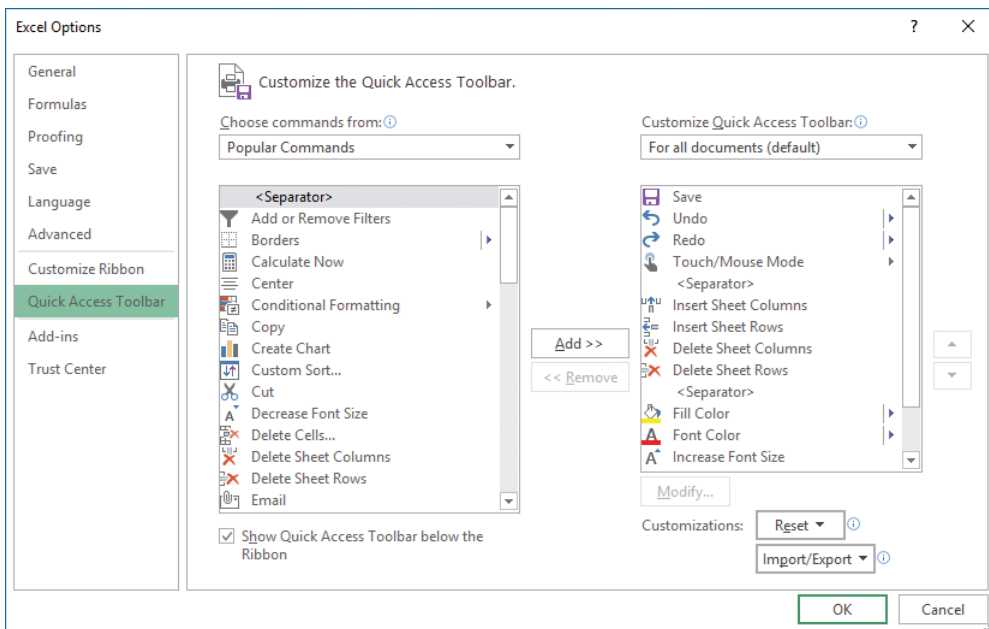 Excel Options
?
General
Formulas
Proofing
Save
Language
Advanced
Customize Ribbon
Quick Access Toolbar
Add-ins
Trust Center
Customize the Quick Access Toolbar.
Choose commands from:
Popular Commands
<Separator>
Add or Remove Filters
Borders
Calculate Now
Center
Conditional Formatting
Copy
Create Chart
Custom Sort...
Cut
Decrease Font Size
Delete Cells...
Delete Sheet Columns
Delete Sheet Rows
Email
Show Quick Access Toolbar below the
Ribbon
Add >>
<< Remove
Customize Quick Access Toolbar:
For all documents (default)
Save
Undo
Redo
Touch/Mouse Mode
<Separator>
Insert Sheet Columns
Insert Sheet Rows
Delete Sheet Columns
Delete Sheet Rows
<Separator>
Fill Color
Font Color
Increase Font Size
Modify...
Customizations:
Reset
Import/Export
OK
Cancel